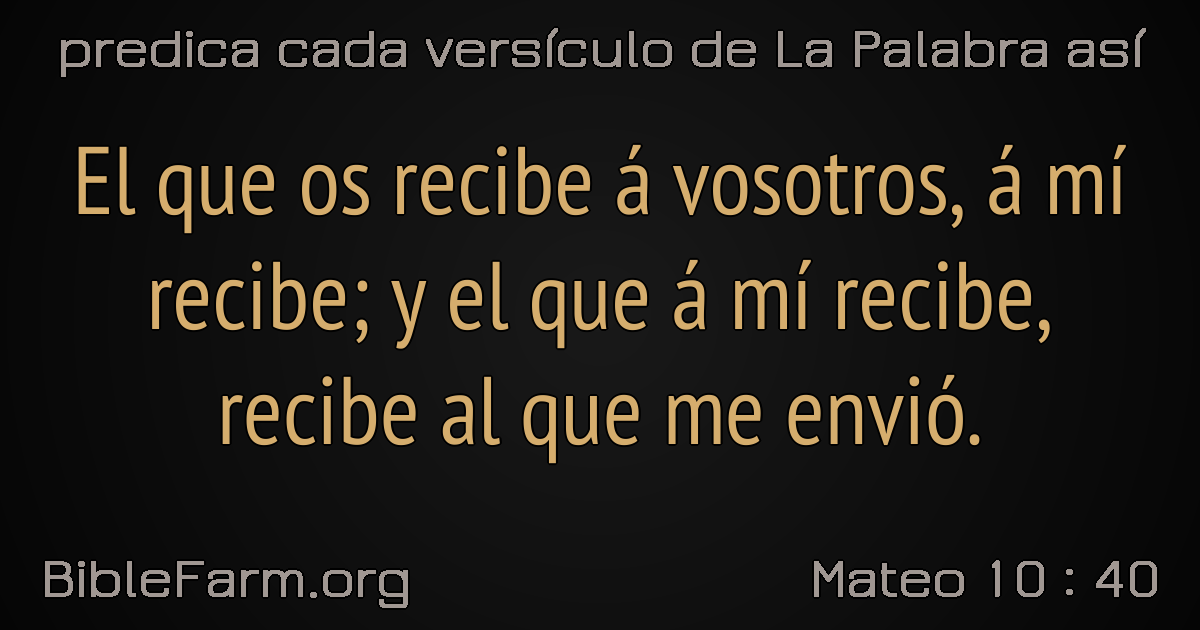 predica cada versículo de La Palabra así
El que os recibe á vosotros, á mí
recibe; y el que á mí recibe,
recibe al que me envió.
BibleFarm.org
Mateo 10 : 40